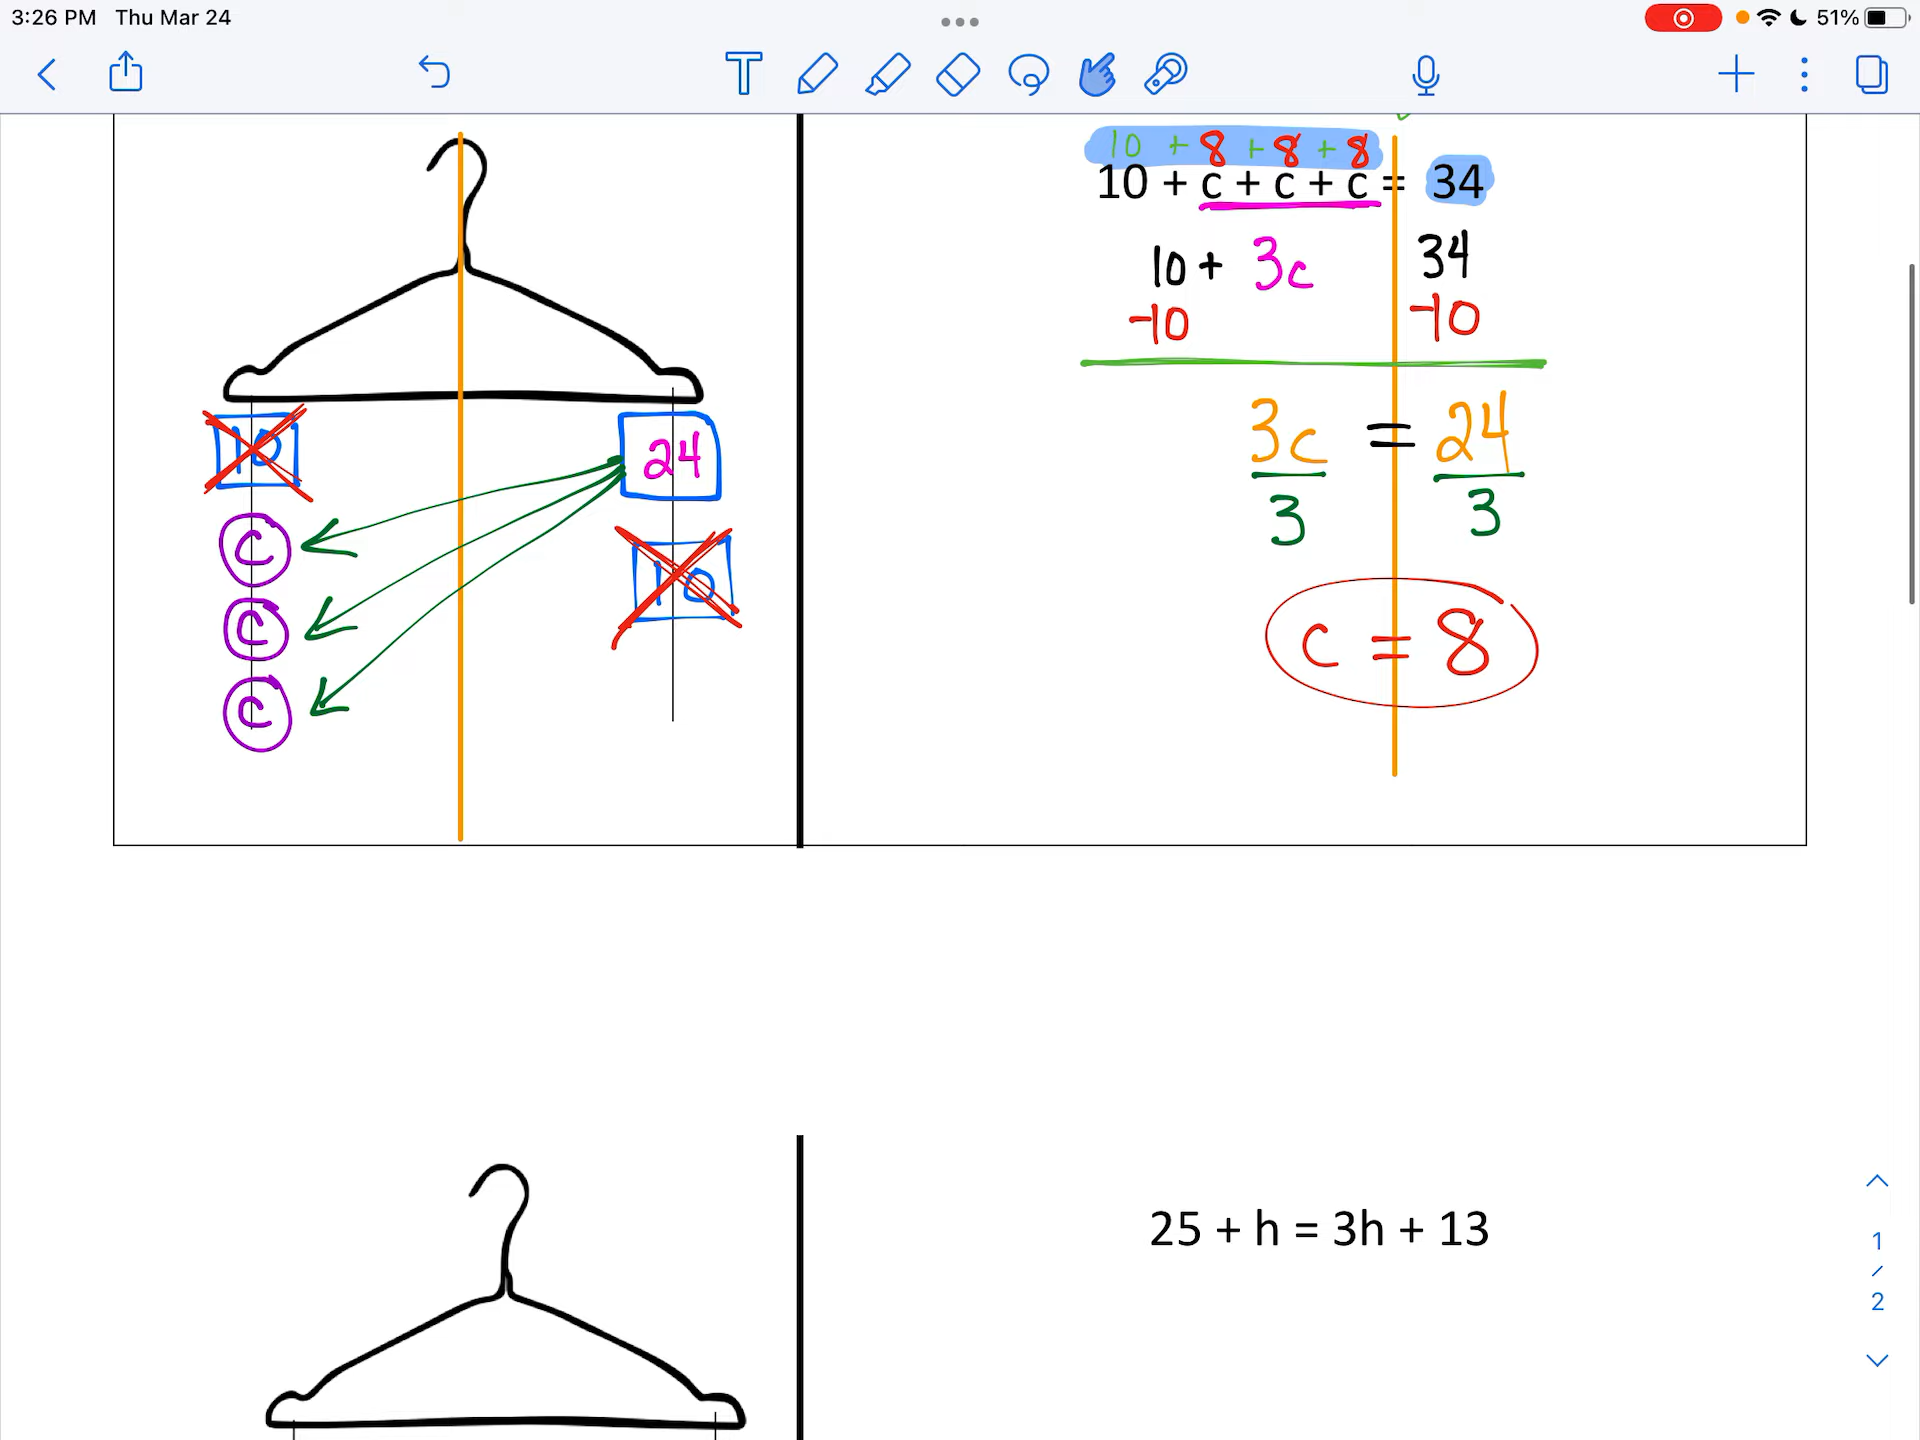 3:26 PM Thu Mar 24
51%
T
10 + 8 + 8 + 8
10 + c + c + c = 34
10 + 3c 34
-10 -10
3c = 24
3 3
c = 8
10
24
C
10
C
C
25 + h = 3h + 13
1
/
2